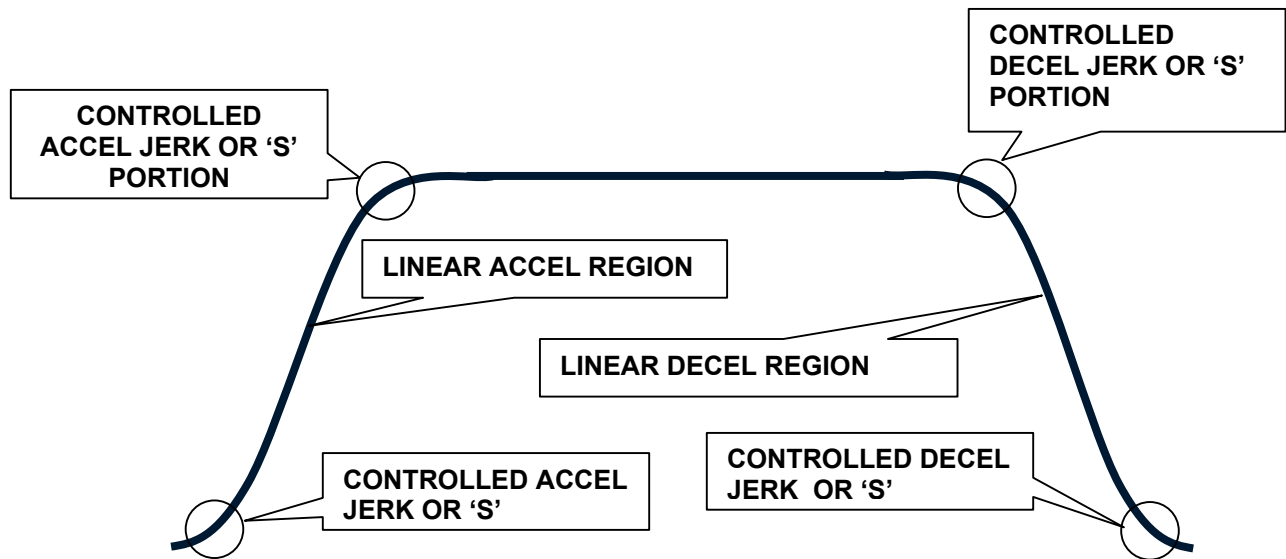 CONTROLLED
DECEL JERK OR ‘S’
PORTION
CONTROLLED
ACCEL JERK OR ‘S’
PORTION
LINEAR ACCEL REGION
LINEAR DECEL REGION
CONTROLLED ACCEL
JERK OR ‘S’
CONTROLLED DECEL
JERK  OR ‘S’